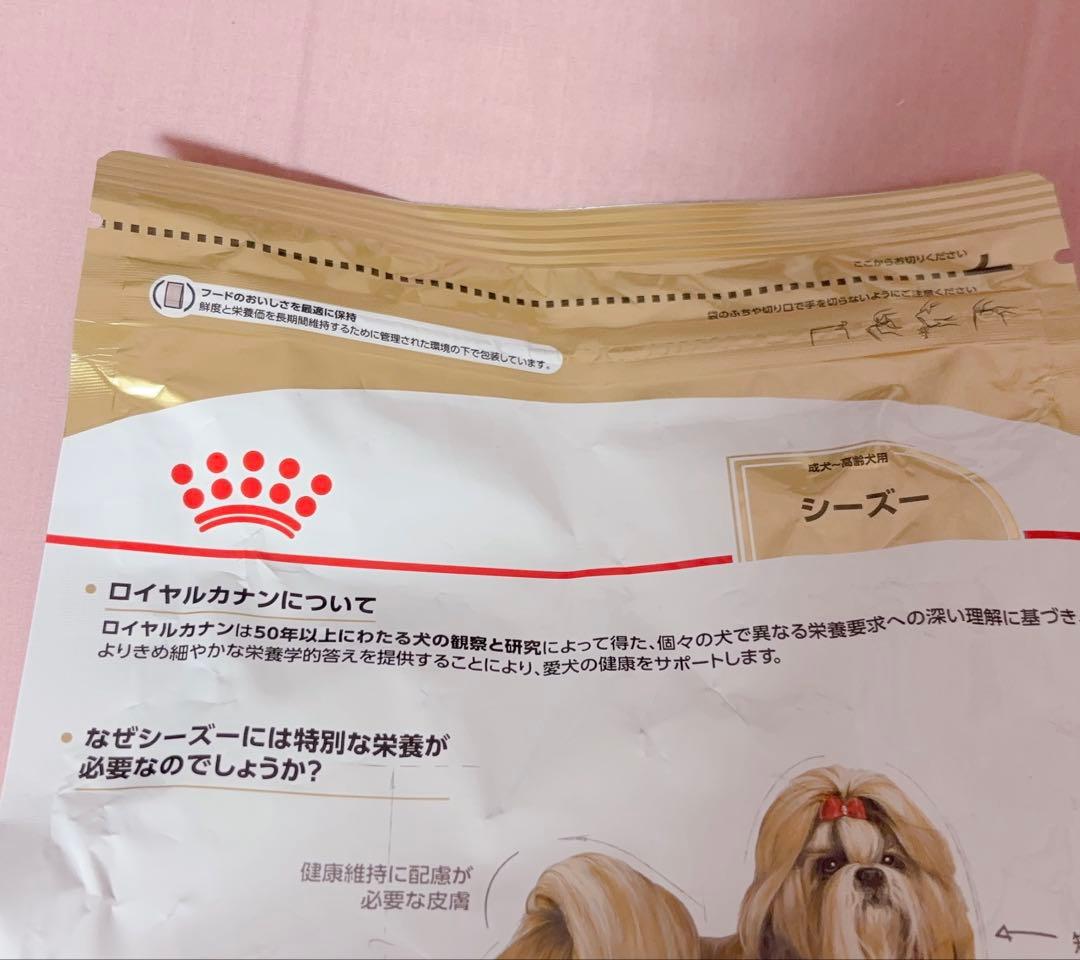 ここからお切りください
袋のふちや切り口で手を切らないようにご注意ください
フードのおいしさを最適に保持
鮮度と栄養価を長期間維持するために管理された環境の下で包装しています。
成犬~高齢犬用
シーズー
ロイヤルカナンについて
ロイヤルカナンは50年以上にわたる犬の観察と研究によって得た、個々の犬で異なる栄養要求への深い理解に基づき、
よりきめ細やかな栄養学的答えを提供することにより、愛犬の健康をサポートします。
なぜシーズーには特別な栄養が
必要なのでしょうか?
健康維持に配慮が
必要な皮膚